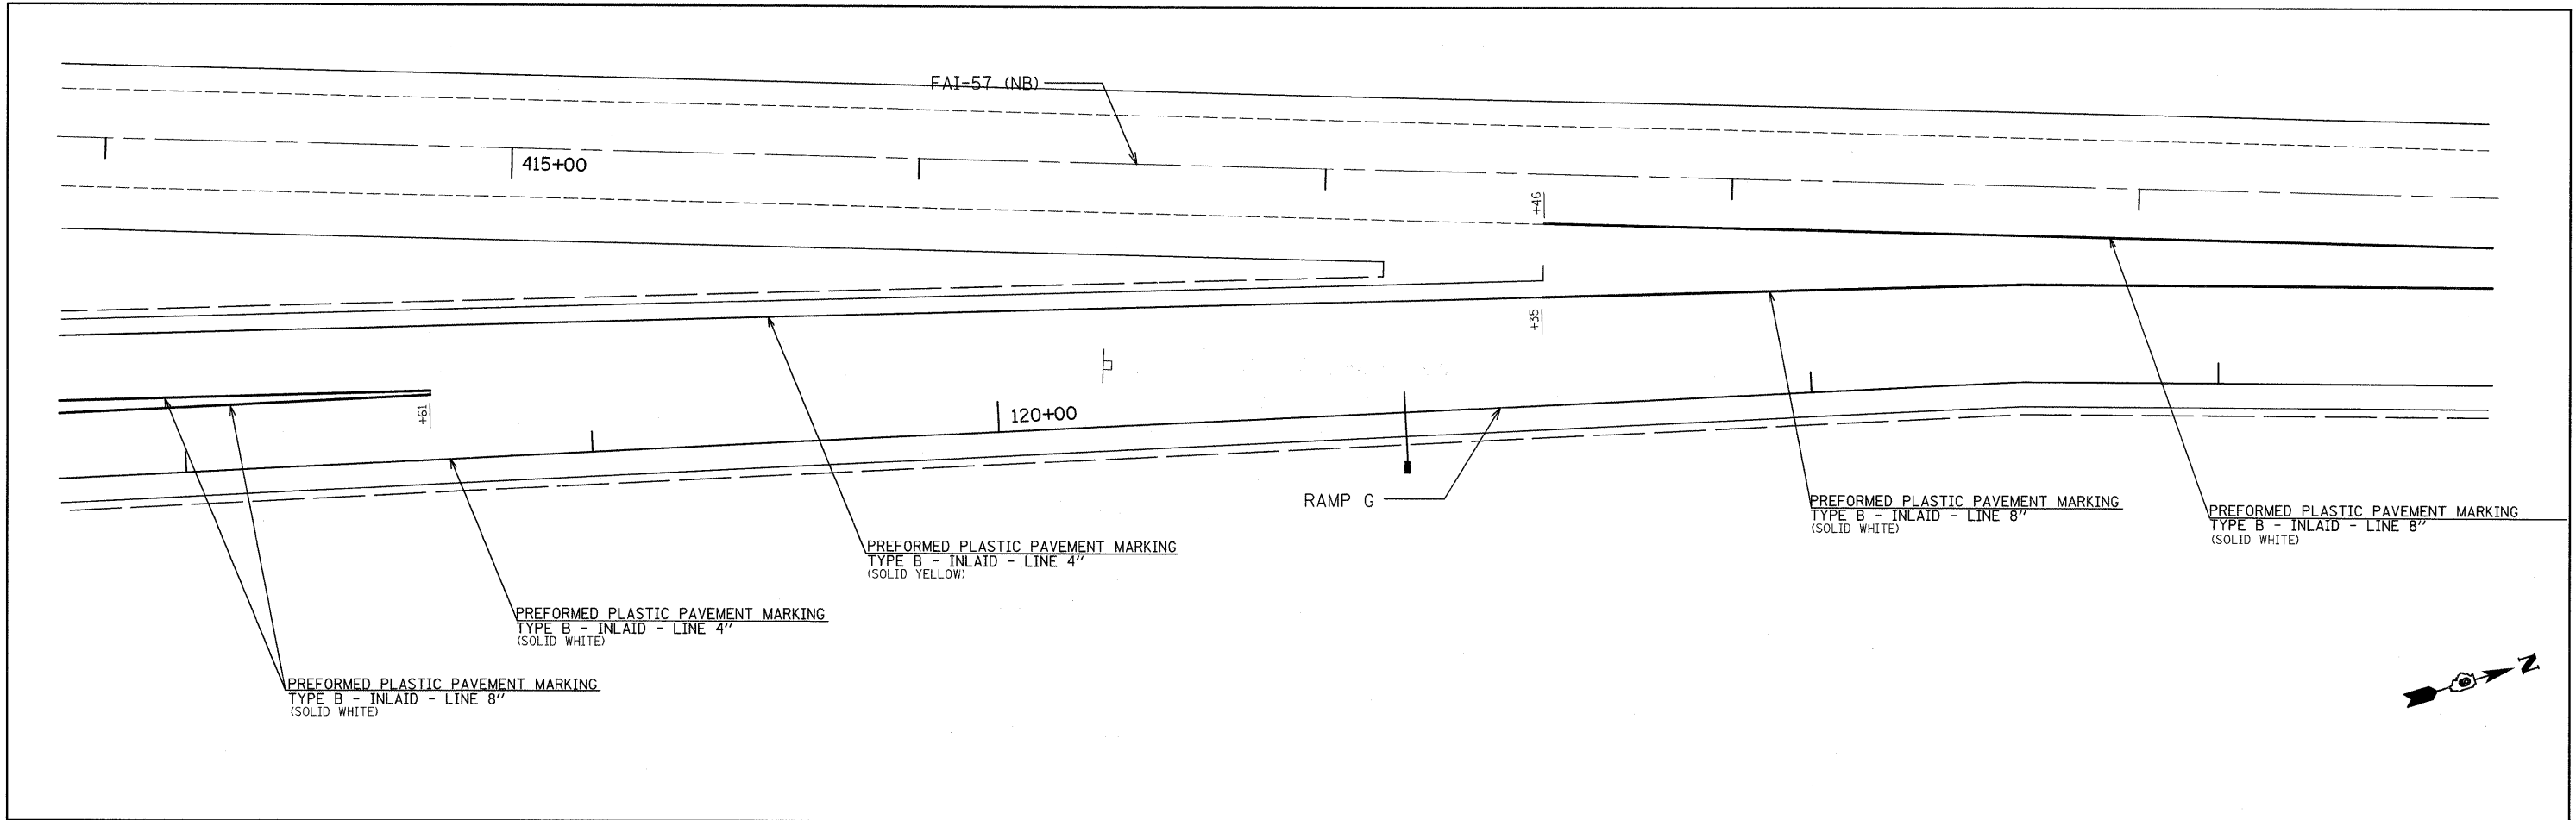 FAI-57 (NB)
415+00
+46
+35
+61
120+00
RAMP G
PREFORMED PLASTIC PAVEMENT MARKING
TYPE B - INLAID - LINE 8"
(SOLID WHITE)
PREFORMED PLASTIC PAVEMENT MARKING
TYPE B - INLAID - LINE 8"
(SOLID WHITE)
PREFORMED PLASTIC PAVEMENT MARKING
TYPE B - INLAID - LINE 4"
(SOLID YELLOW)
PREFORMED PLASTIC PAVEMENT MARKING
TYPE B - INLAID - LINE 4"
(SOLID WHITE)
PREFORMED PLASTIC PAVEMENT MARKING
TYPE B - INLAID - LINE 8"
(SOLID WHITE)
N